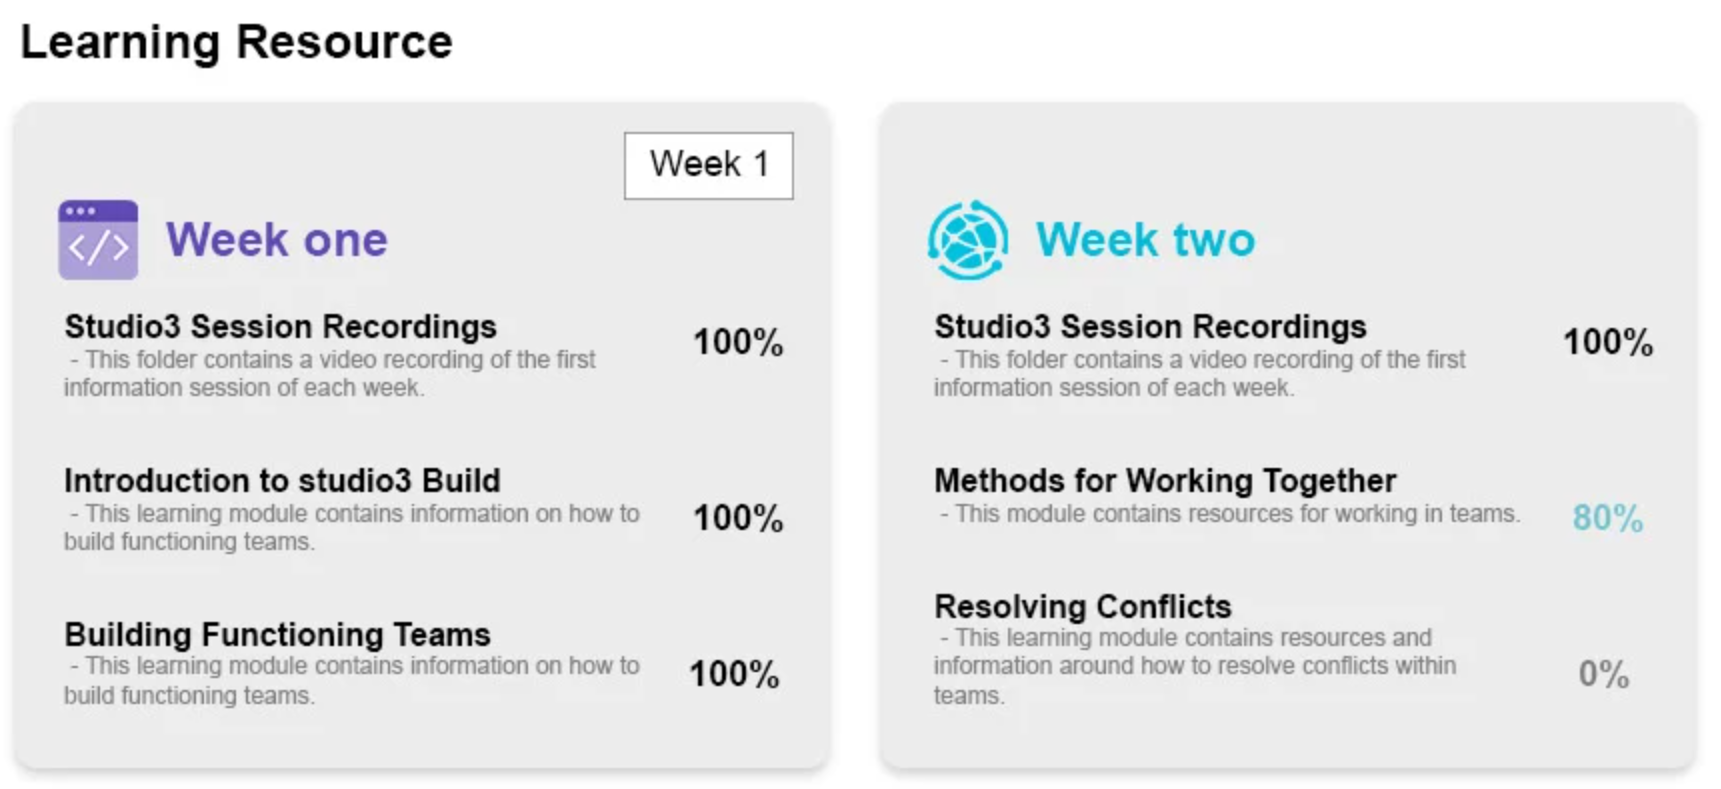 Learning Resource
Week 1
Week one
Studio3 Session Recordings
- This folder contains a video recording of the first
information session of each week.
100%
Introduction to studio3 Build
- This learning module contains information on how to
build functioning teams.
100%
Building Functioning Teams
- This learning module contains information on how to
build functioning teams.
100%
Week two
Studio3 Session Recordings
- This folder contains a video recording of the first
information session of each week.
100%
Methods for Working Together
- This module contains resources for working in teams.
80%
Resolving Conflicts
- This learning module contains resources and
information around how to resolve conflicts within
teams.
0%